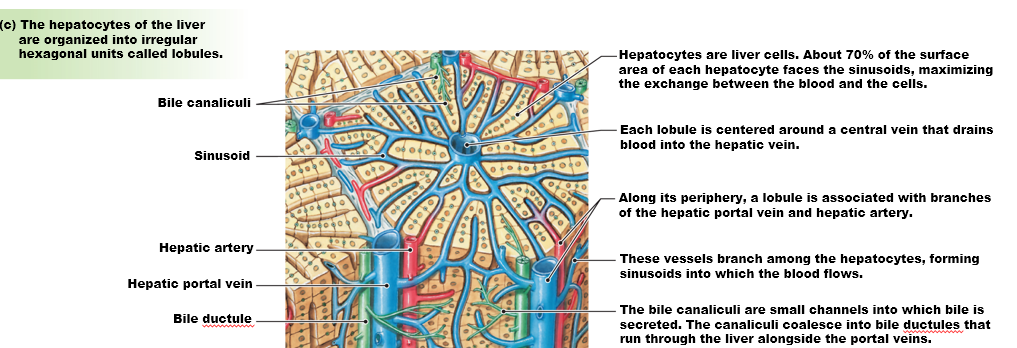 (c) The hepatocytes of the liver
are organized into irregular
hexagonal units called lobules.
Bile canaliculi
Sinusoid
Hepatic artery
Hepatic portal vein
Bile ductule
Hepatocytes are liver cells. About 70% of the surface
area of each hepatocyte faces the sinusoids, maximizing
the exchange between the blood and the cells.
Each lobule is centered around a central vein that drains
blood into the hepatic vein.
Along its periphery, a lobule is associated with branches
of the hepatic portal vein and hepatic artery.
These vessels branch among the hepatocytes, forming
sinusoids into which the blood flows.
The bile canaliculi are small channels into which bile is
secreted. The canaliculi coalesce into bile ductules that
run through the liver alongside the portal veins.